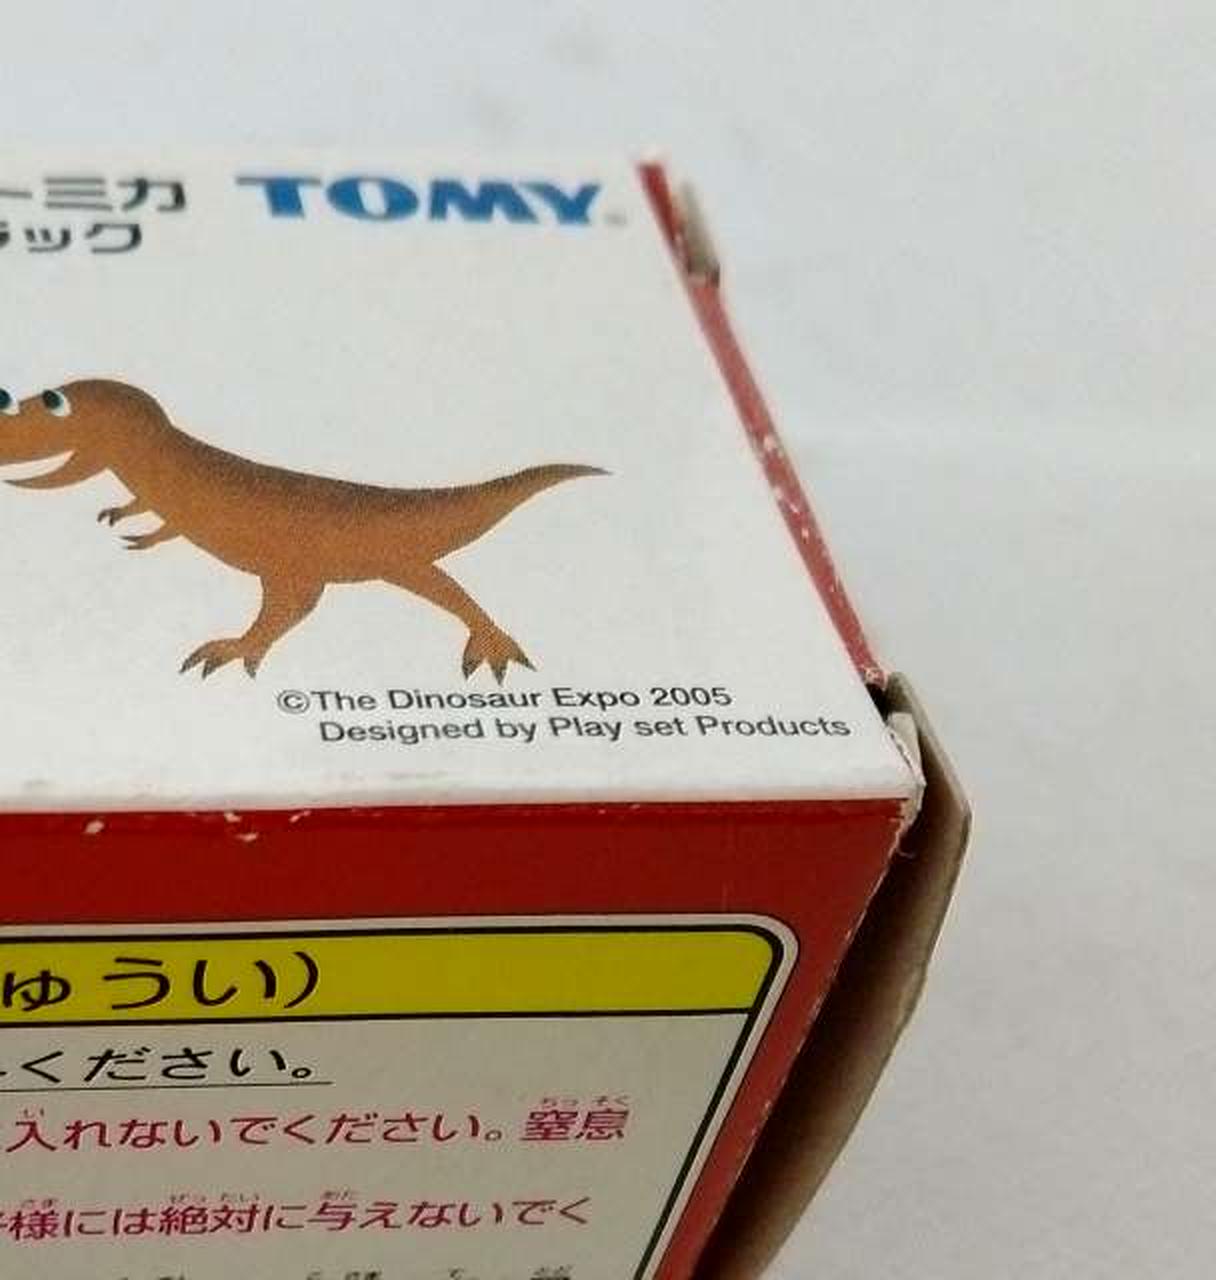 ーミカ TOMY
ラック
©The Dinosaur Expo 2005
Designed by Play set Products
ゅうい）
ください。
入れないでください。窒息
様には絶対に与えないでく